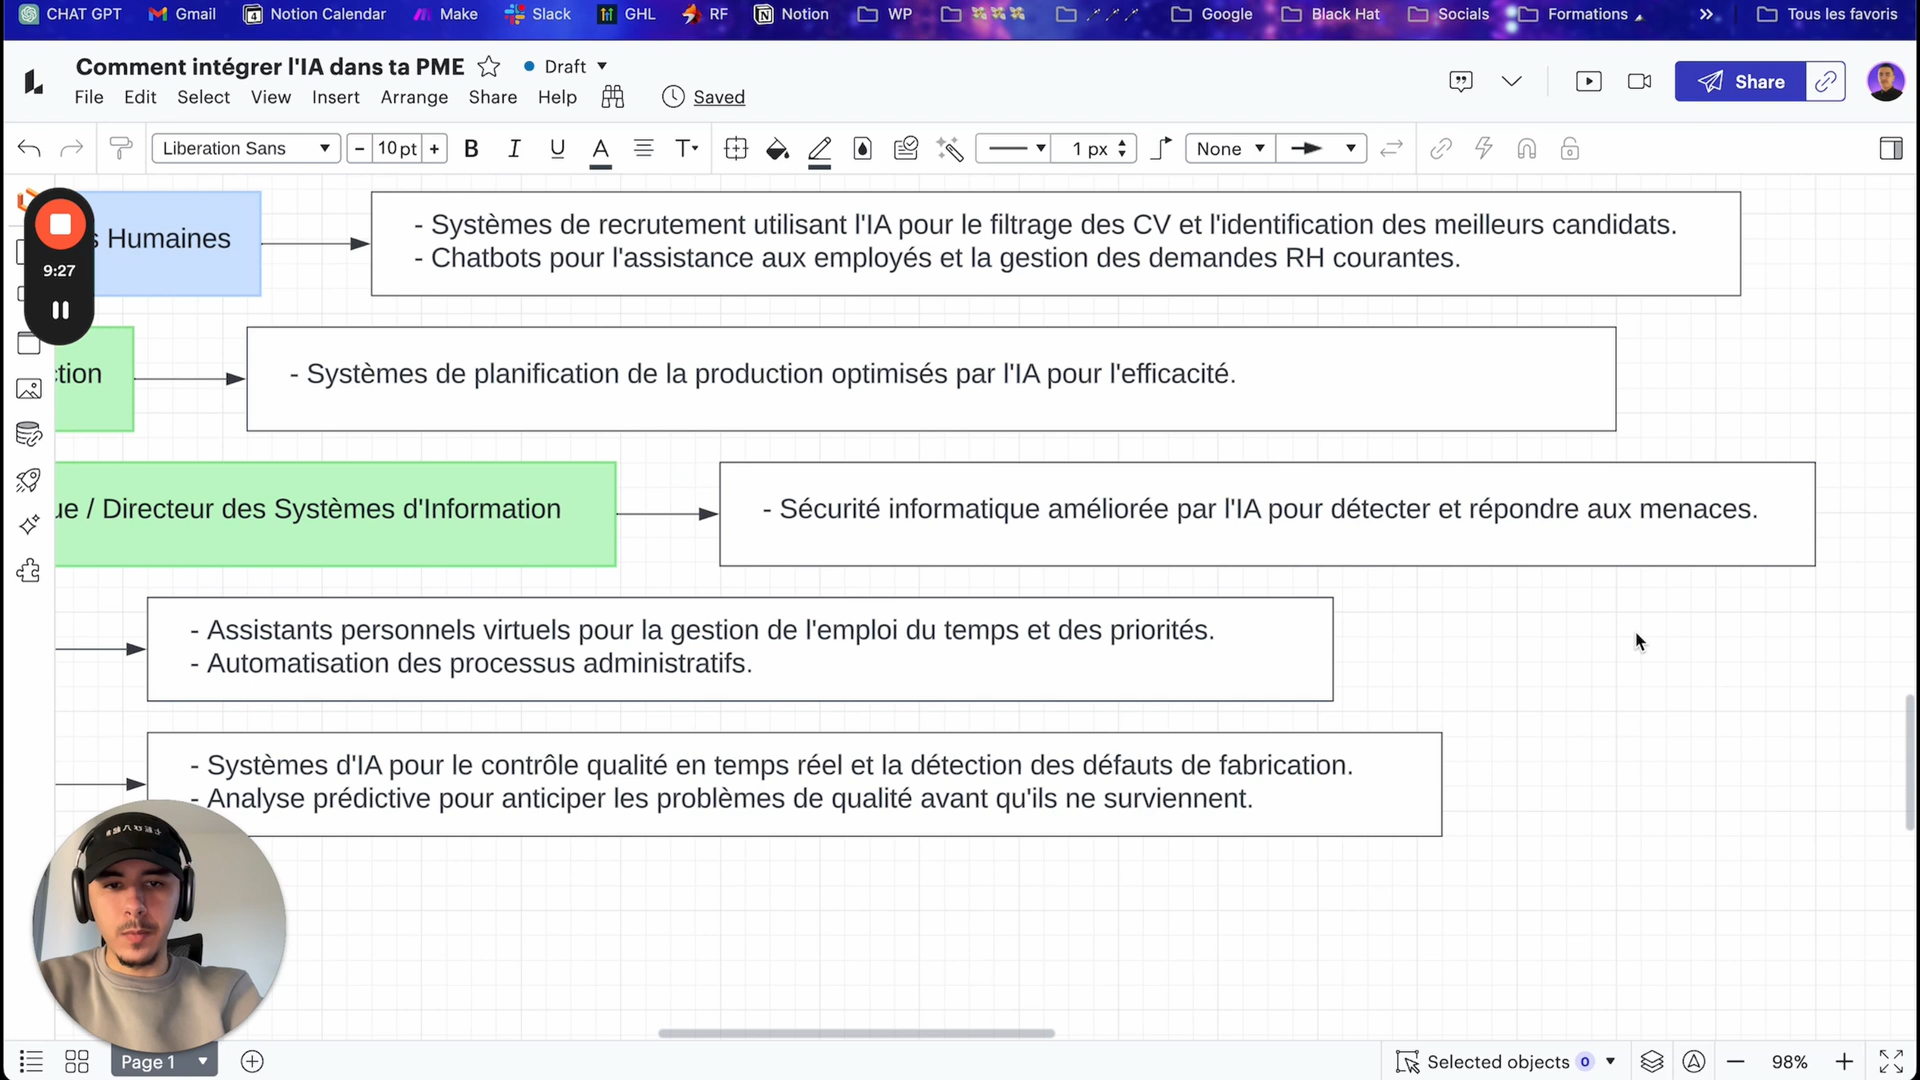 CHAT GPT Gmail 4 Notion Calendar Make Slack GHL RF Notion WP Google Black Hat Socials Formations Tous les favoris
Comment intégrer l'IA dans ta PME Draft
File Edit Select View Insert Arrange Share Help Saved
Share
Liberation Sans 10 pt B I U A T 1 px None
s Humaines
- Systèmes de recrutement utilisant l'IA pour le filtrage des CV et l'identification des meilleurs candidats.
- Chatbots pour l'assistance aux employés et la gestion des demandes RH courantes.
9:27
ction
- Systèmes de planification de la production optimisés par l'IA pour l'efficacité.
ue / Directeur des Systèmes d'Information
- Sécurité informatique améliorée par l'IA pour détecter et répondre aux menaces.
- Assistants personnels virtuels pour la gestion de l'emploi du temps et des priorités.
- Automatisation des processus administratifs.
- Systèmes d'IA pour le contrôle qualité en temps réel et la détection des défauts de fabrication.
- Analyse prédictive pour anticiper les problèmes de qualité avant qu'ils ne surviennent.
Page 1
Selected objects 0 98%